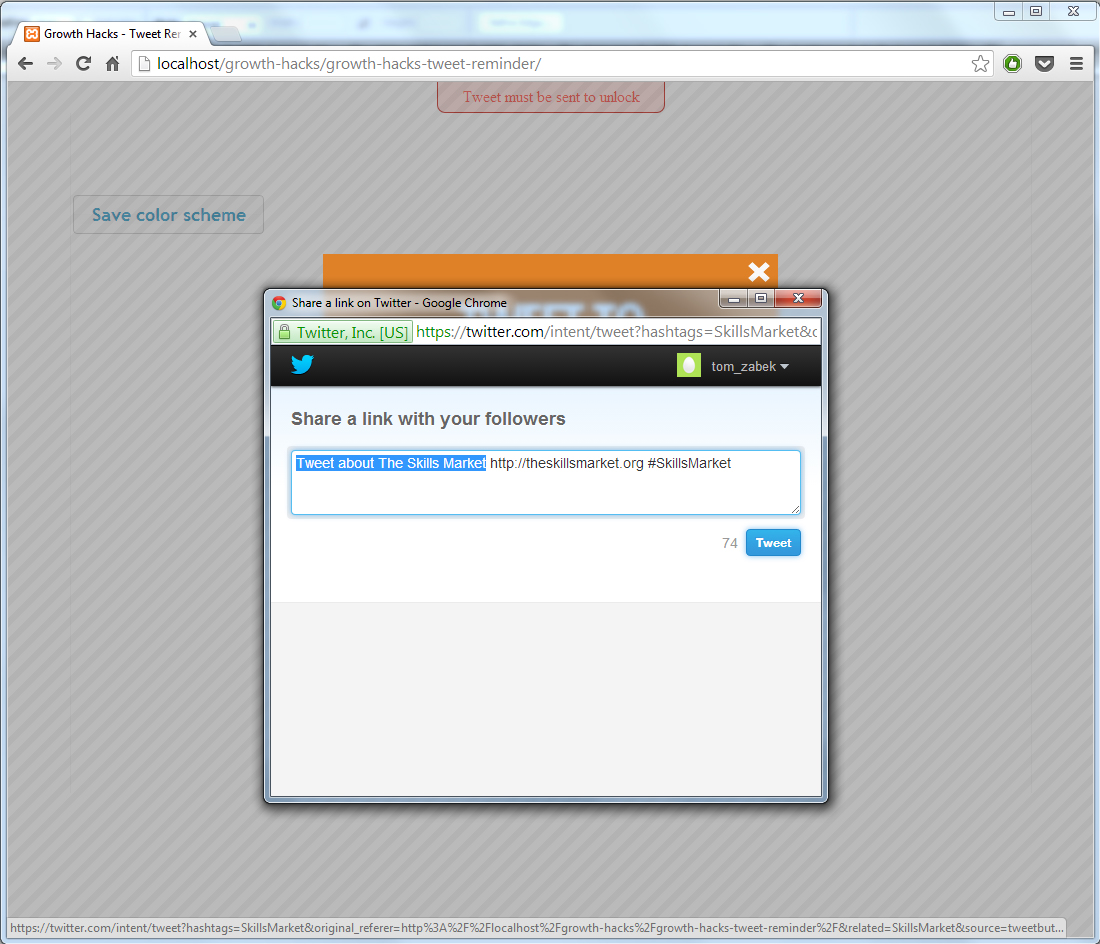 Growth Hacks - Tweet Rer
localhost/growth-hacks/growth-hacks-tweet-reminder/
Tweet must be sent to unlock
Save color scheme
Share a link on Twitter - Google Chrome
Twitter, Inc. [US] https://twitter.com/intent/tweet?hashtags=SkillsMarket&c
tom_zabek
Share a link with your followers
Tweet about The Skills Market http://theskillsmarket.org #SkillsMarket
74 Tweet
https://twitter.com/intent/tweet?hashtags=SkillsMarket&original_referer=http%3A%2F%2Flocalhost%2Fgrowth-hacks%2Fgrowth-hacks-tweet-reminder%2F&related=SkillsMarket&source=tweetbut...